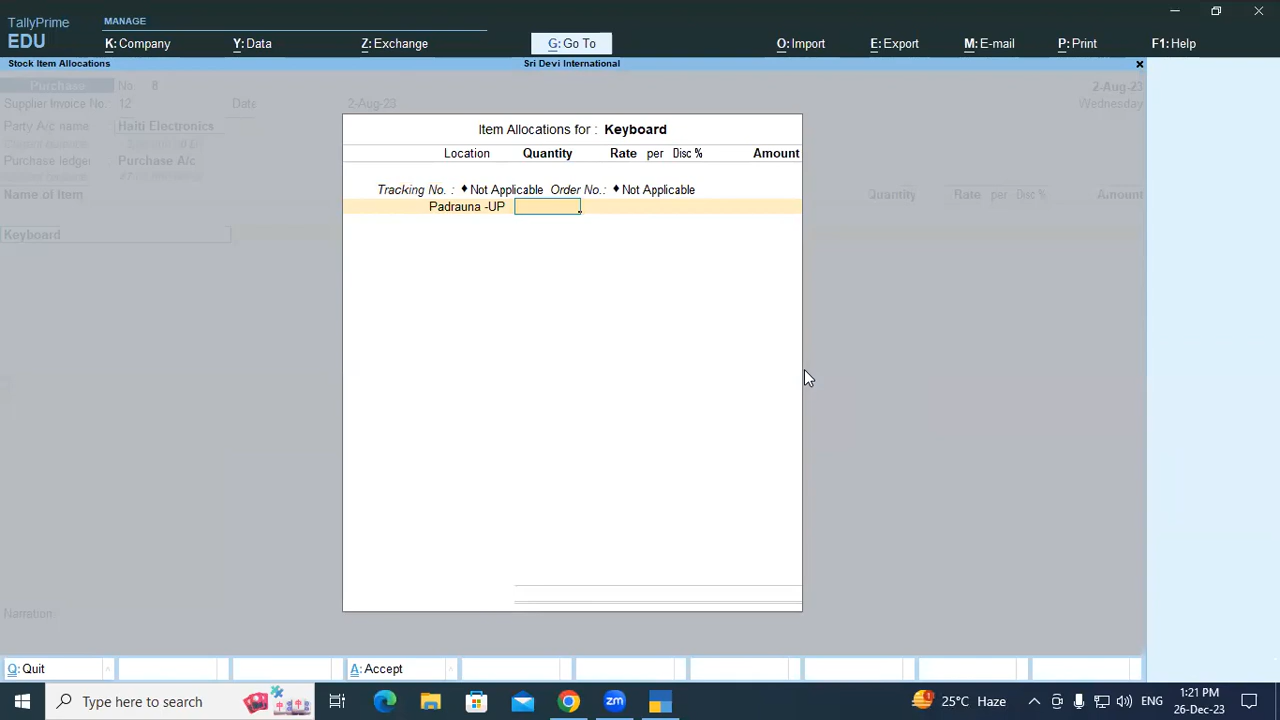 TallyPrime
EDU
MANAGE
K: Company
Y: Data
Z: Exchange
G: Go To
O: Import
E: Export
M: E-mail
P: Print
F1: Help
Stock Item Allocations
Sri Devi International
Purchase No. 8
2-Aug-23
Supplier Invoice No: 12 Date 2-Aug-23
Wednesday
Party A/c name Haiti Electronics
Purchase ledger Purchase A/c
Name of Item Quantity Rate per Disc % Amount
Keyboard
Item Allocations for : Keyboard
Location Quantity Rate per Disc % Amount
Tracking No. : ♦ Not Applicable Order No.: ♦ Not Applicable
Padrauna -UP
Narration:
Q: Quit
A: Accept
Type here to search
25°C Haze
ENG
1:21 PM
26-Dec-23